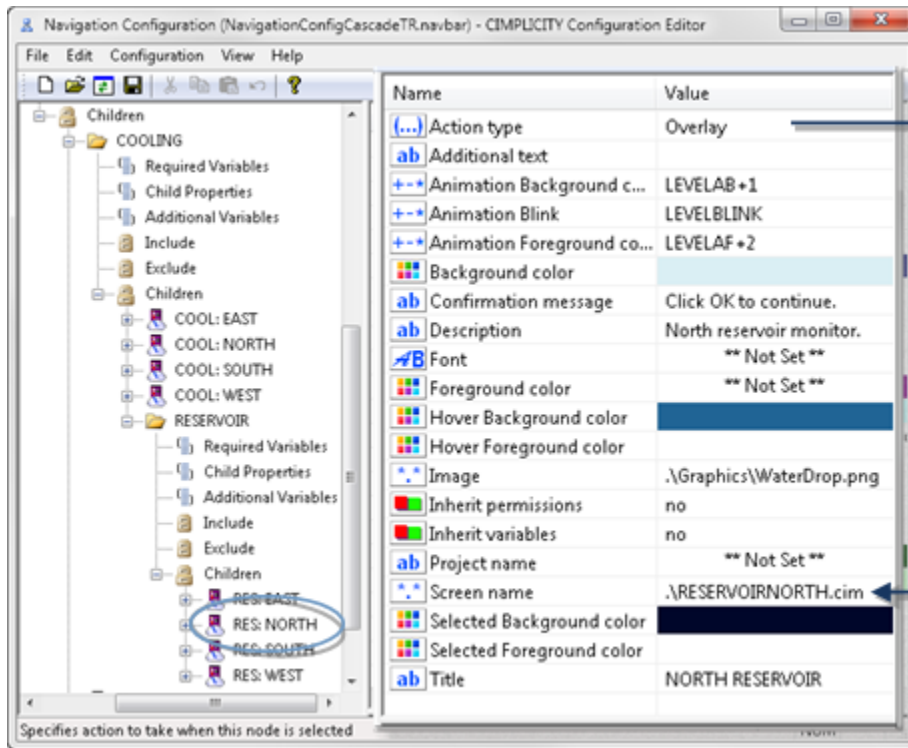 Navigation Configuration (NavigationConfigCascadeTR.navbar) - CIMPLICITY Configuration Editor
File Edit Configuration View Help
Children
COOLING
Required Variables
Child Properties
Additional Variables
Include
Exclude
Children
COOL: EAST
COOL: NORTH
COOL: SOUTH
COOL: WEST
RESERVOIR
Required Variables
Child Properties
Additional Variables
Include
Exclude
Children
RES: EAST
RES: NORTH
RES: SOUTH
RES: WEST
Name Value
(...) Action type Overlay
ab Additional text
+-* Animation Background c... LEVELAB+1
+-* Animation Blink LEVELBLINK
+-* Animation Foreground co... LEVELAF+2
Background color
ab Confirmation message Click OK to continue.
ab Description North reservoir monitor.
AB Font ** Not Set **
Foreground color ** Not Set **
Hover Background color
Hover Foreground color
*.* Image .\Graphics\WaterDrop.png
Inherit permissions no
Inherit variables no
ab Project name ** Not Set **
*.* Screen name .\RESERVOIRNORTH.cim
Selected Background color
Selected Foreground color
ab Title NORTH RESERVOIR
Specifies action to take when this node is selected